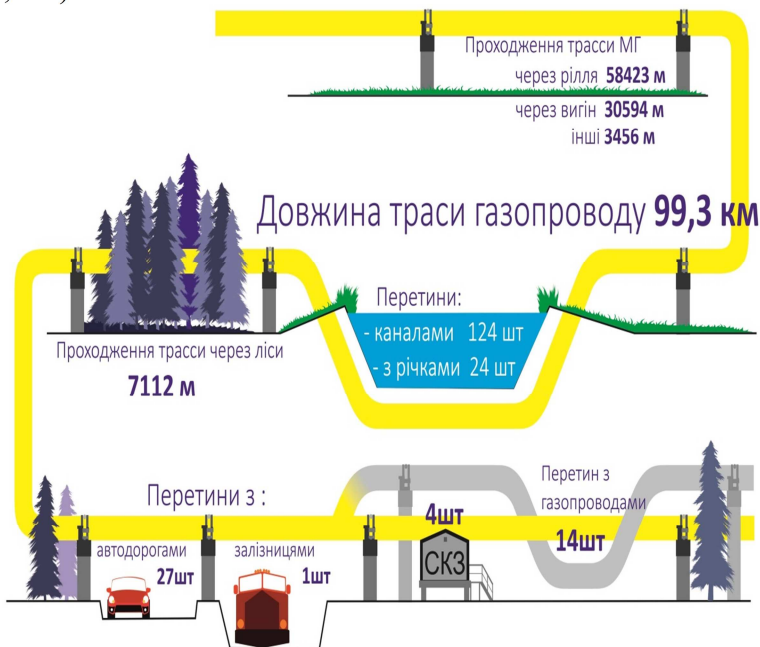 Проходження трасси МГ
через рілля 58423 м
через вигін 30594 м
інші 3456 м
Довжина траси газопроводу 99,3 км
Перетини:
- каналами 124 шт
- з річками 24 шт
Проходження трасси через ліси
7112 м
Перетини з :
автодорогами
27шт
залізницями
1шт
4шт
СКЗ
Перетин з
газопроводами
14шт